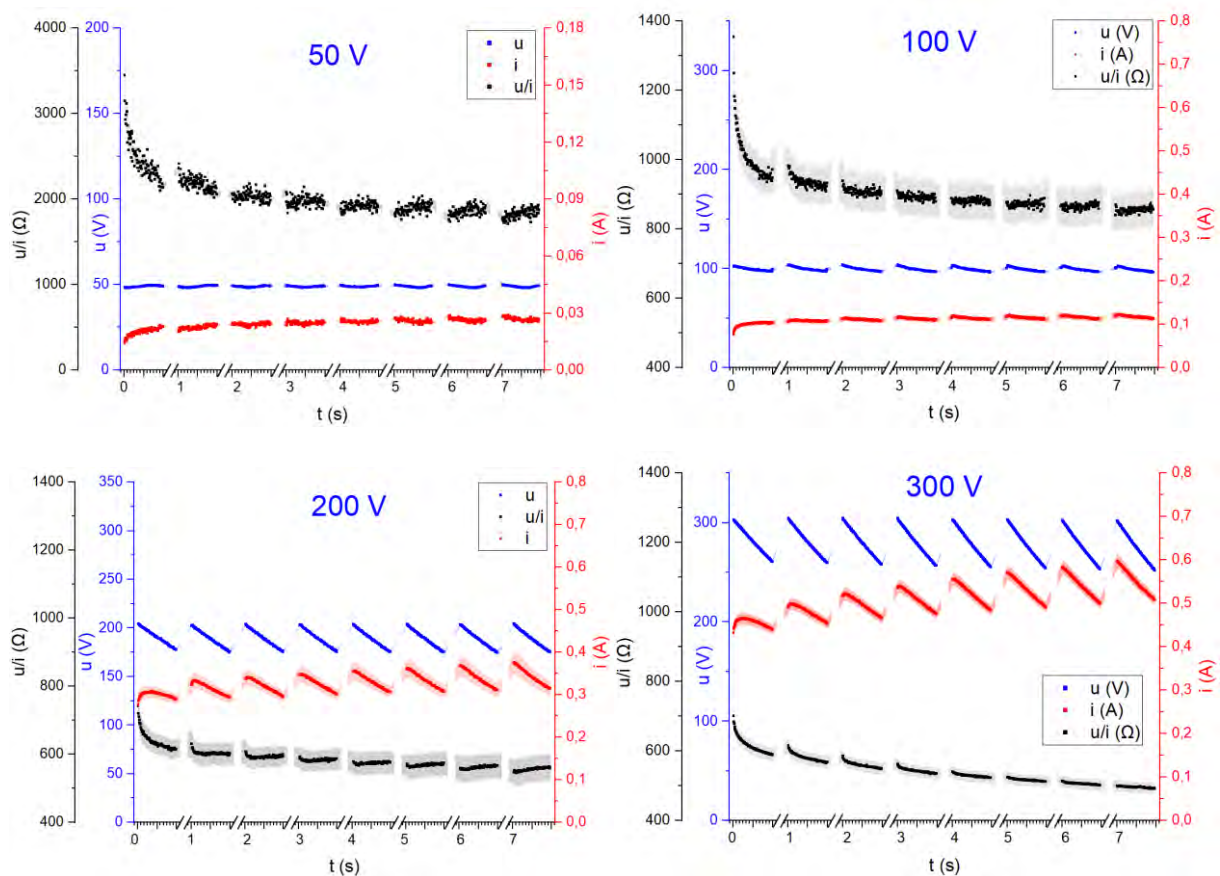 50 V
u
i
u/i
4000
3000
2000
1000
0
u/i (Ω)
200
150
100
50
0
u (V)
0,18
0,15
0,12
0,09
0,06
0,03
0,00
i (A)
0 1 2 3 4 5 6 7
t (s)
100 V
u (V)
i (A)
u/i (Ω)
1400
1200
1000
800
600
400
u/i (Ω)
300
200
100
0
u (V)
0,8
0,7
0,6
0,5
0,4
0,3
0,2
0,1
0,0
i (A)
0 1 2 3 4 5 6 7
t (s)
200 V
u
u/i
i
1400
1200
1000
800
600
400
u/i (Ω)
350
300
250
200
150
100
50
0
u (V)
0,8
0,7
0,6
0,5
0,4
0,3
0,2
0,1
0,0
i (A)
0 1 2 3 4 5 6 7
t (s)
300 V
u (V)
i (A)
u/i (Ω)
1400
1200
1000
800
600
400
u/i (Ω)
300
200
100
0
u (V)
0,8
0,7
0,6
0,5
0,4
0,3
0,2
0,1
0,0
i (A)
0 1 2 3 4 5 6 7
t (s)